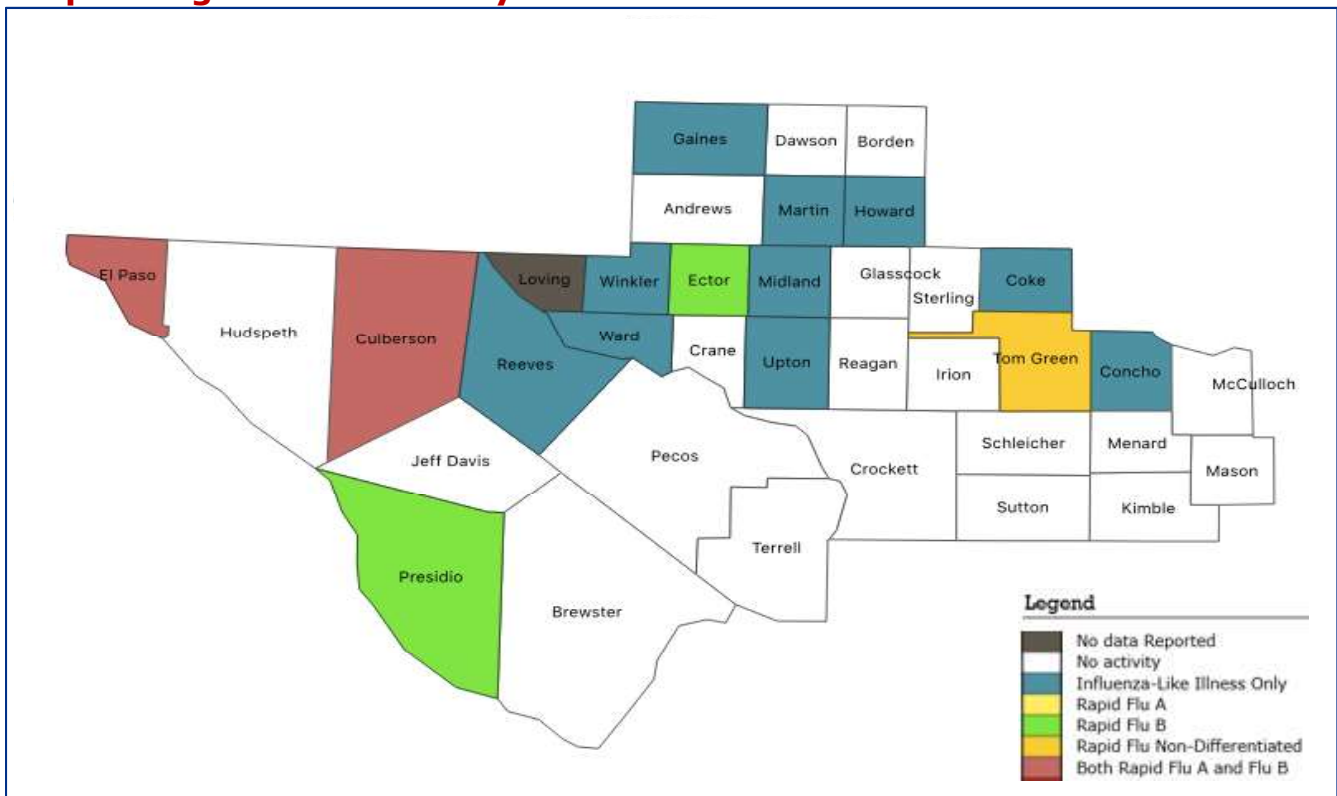 Gaines Dawson Borden
Andrews Martin Howard
El Paso Hudspeth Culberson Reeves Loving Winkler Ector Midland Glasscock Sterling Coke
Ward Crane Upton Reagan Irion Tom Green Concho McCulloch
Jeff Davis Pecos Crockett Schleicher Menard Mason
Sutton Kimble
Presidio Brewster Terrell
Legend
No data Reported
No activity
Influenza-Like Illness Only
Rapid Flu A
Rapid Flu B
Rapid Flu Non-Differentiated
Both Rapid Flu A and Flu B